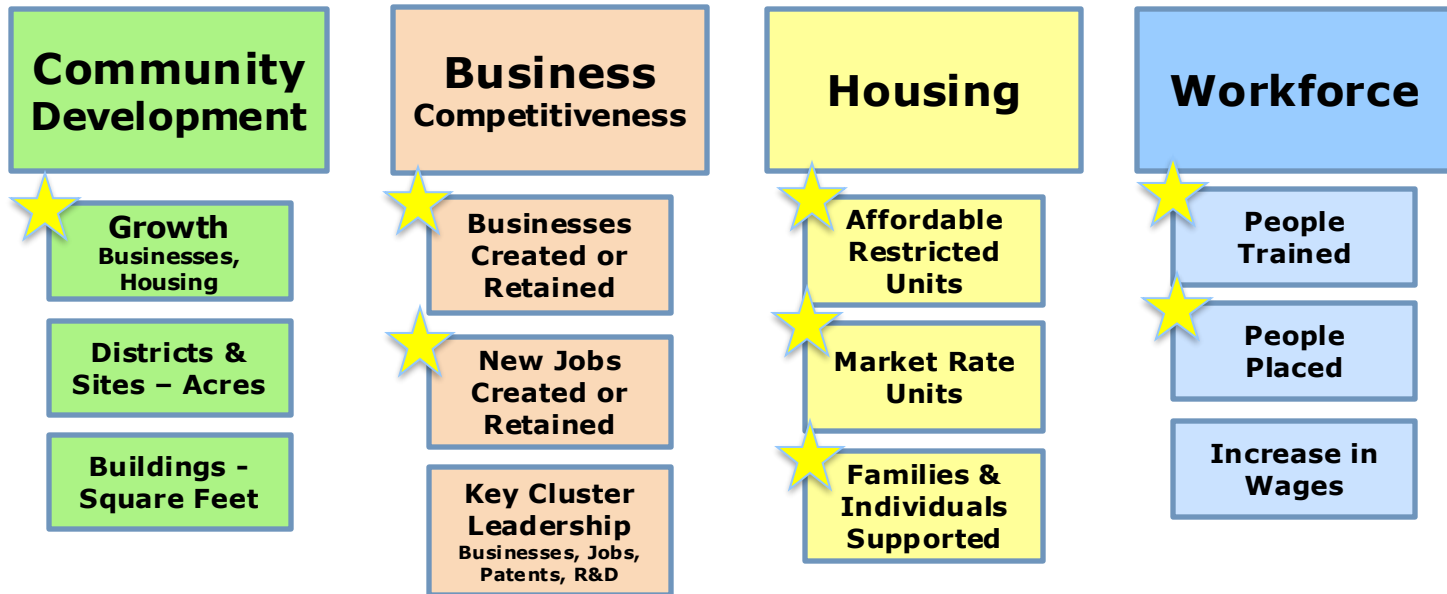 Community
Development
Growth
Businesses,
Housing
Districts &
Sites – Acres
Buildings -
Square Feet
Business
Competitiveness
Businesses
Created or
Retained
New Jobs
Created or
Retained
Key Cluster
Leadership
Businesses, Jobs,
Patents, R&D
Housing
Affordable
Restricted
Units
Market Rate
Units
Families &
Individuals
Supported
Workforce
People
Trained
People
Placed
Increase in
Wages